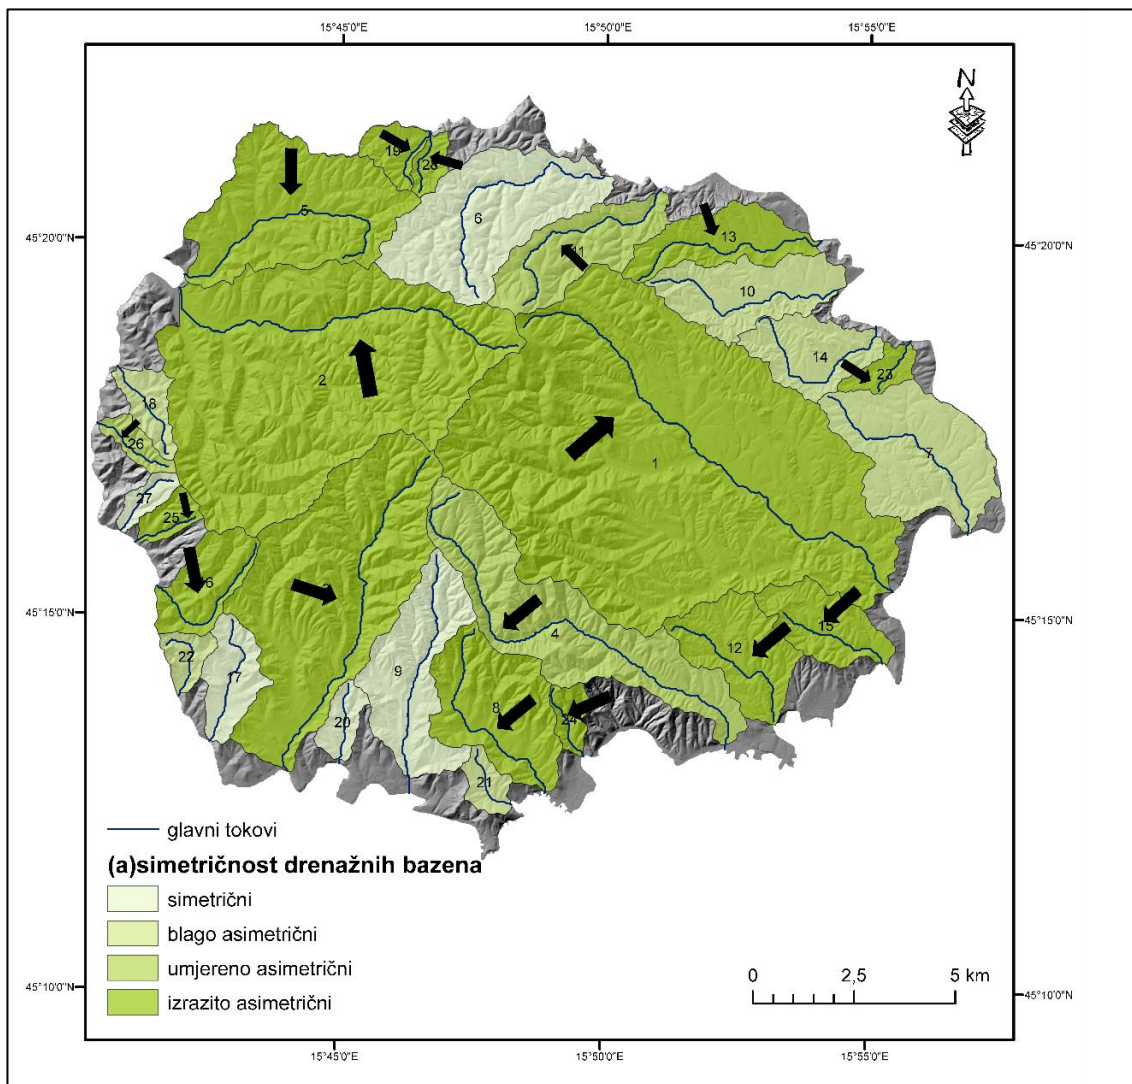 15°45'0"E 15°50'0"E 15°55'0"E
N
19
28
5
6
45°20'0"N
11
13
45°20'0"N
10
14
2
23
18
26
7
1
27
25
3
45°15'0"N
45°15'0"N
15
4
12
22
9
17
8
24
20
21
glavni tokovi
(a)simetričnost drenažnih bazena
simetrični
blago asimetrični
umjereno asimetrični
izrazito asimetrični
0 2,5 5 km
45°10'0"N
45°10'0"N
15°45'0"E 15°50'0"E 15°55'0"E